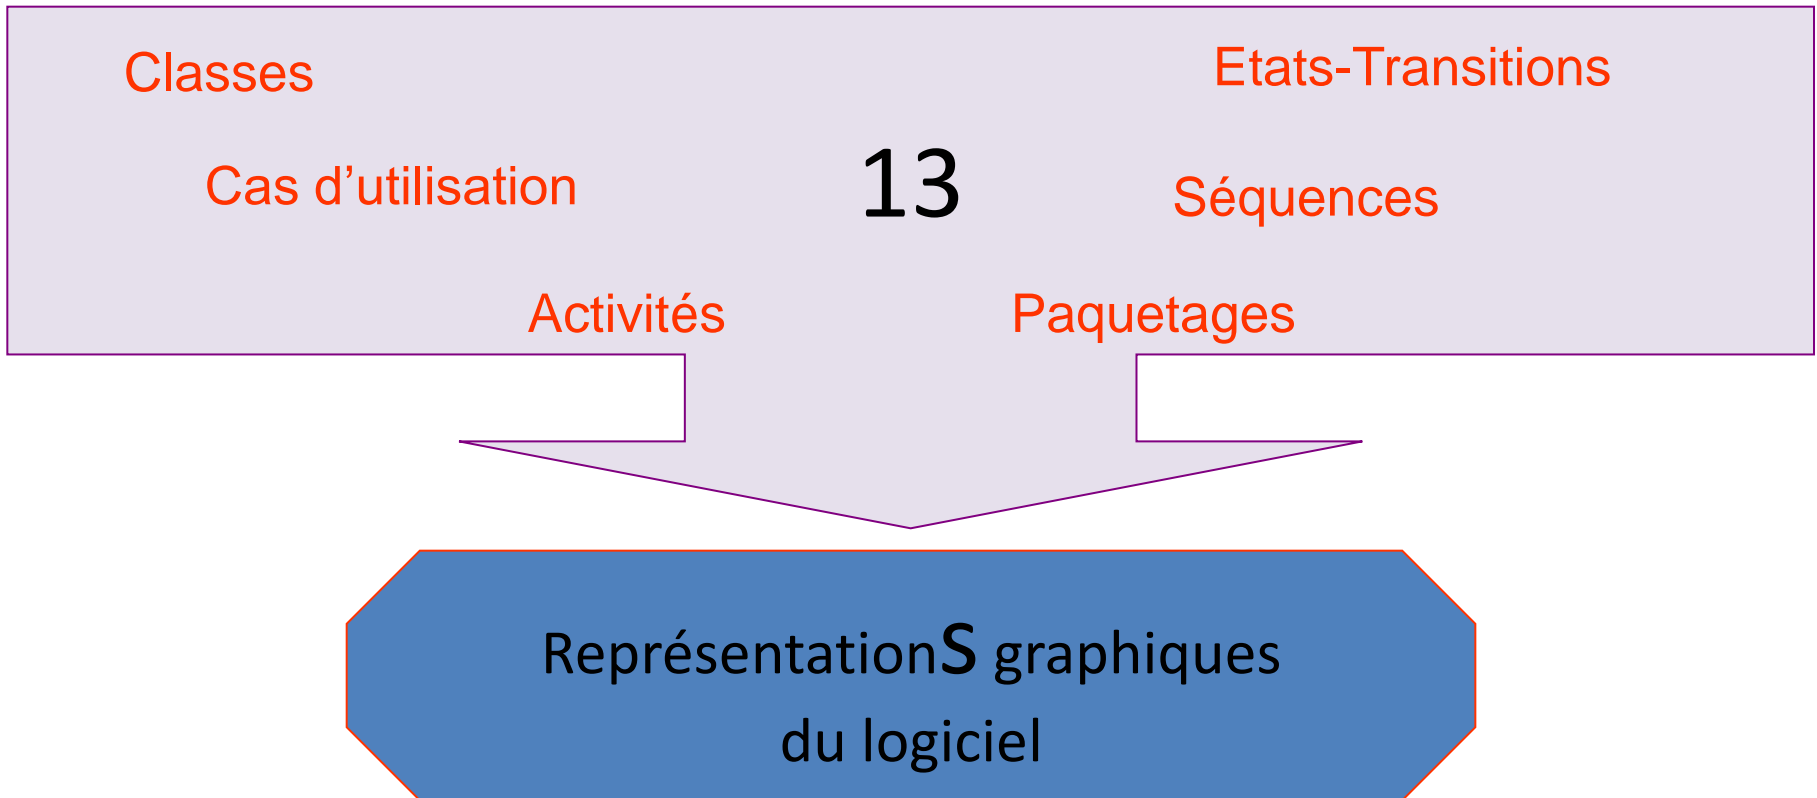 Classes
Etats-Transitions
Cas d’utilisation
13
Séquences
Activités
Paquetages
ReprésentationS graphiques
du logiciel